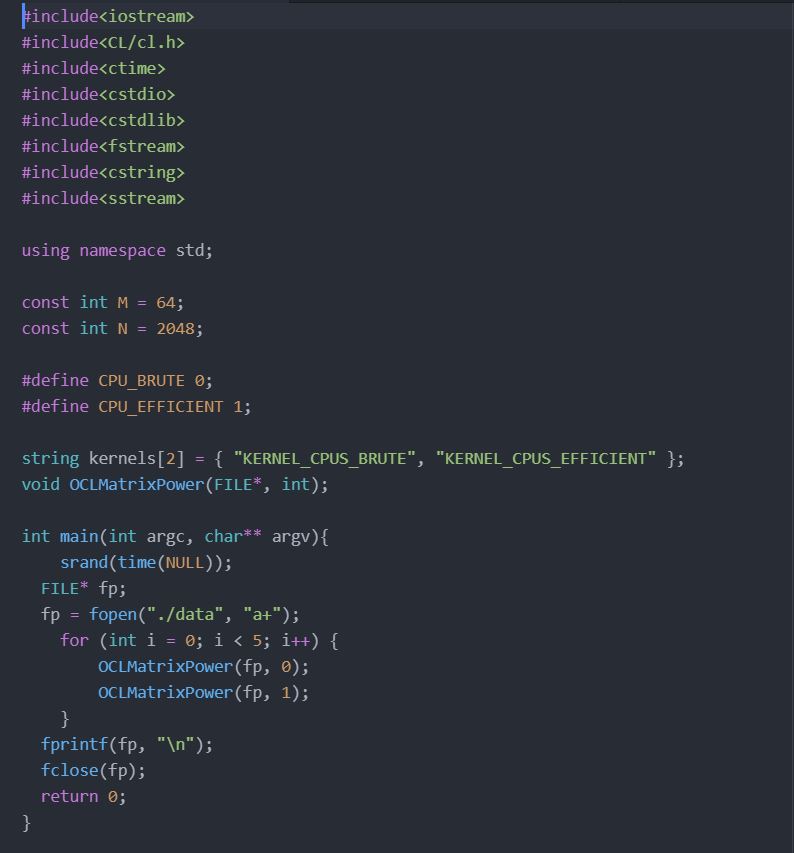 #include<iostream>
#include<CL/cl.h>
#include<ctime>
#include<cstdio>
#include<cstdlib>
#include<fstream>
#include<cstring>
#include<sstream>

using namespace std;

const int M = 64;
const int N = 2048;

#define CPU_BRUTE 0;
#define CPU_EFFICIENT 1;

string kernels[2] = { "KERNEL_CPUS_BRUTE", "KERNEL_CPUS_EFFICIENT" };
void OCLMatrixPower(FILE*, int);

int main(int argc, char** argv){
    srand(time(NULL));
  FILE* fp;
  fp = fopen("./data", "a+");
    for (int i = 0; i < 5; i++) {
        OCLMatrixPower(fp, 0);
        OCLMatrixPower(fp, 1);
    }
  fprintf(fp, "\n");
  fclose(fp);
  return 0;
}